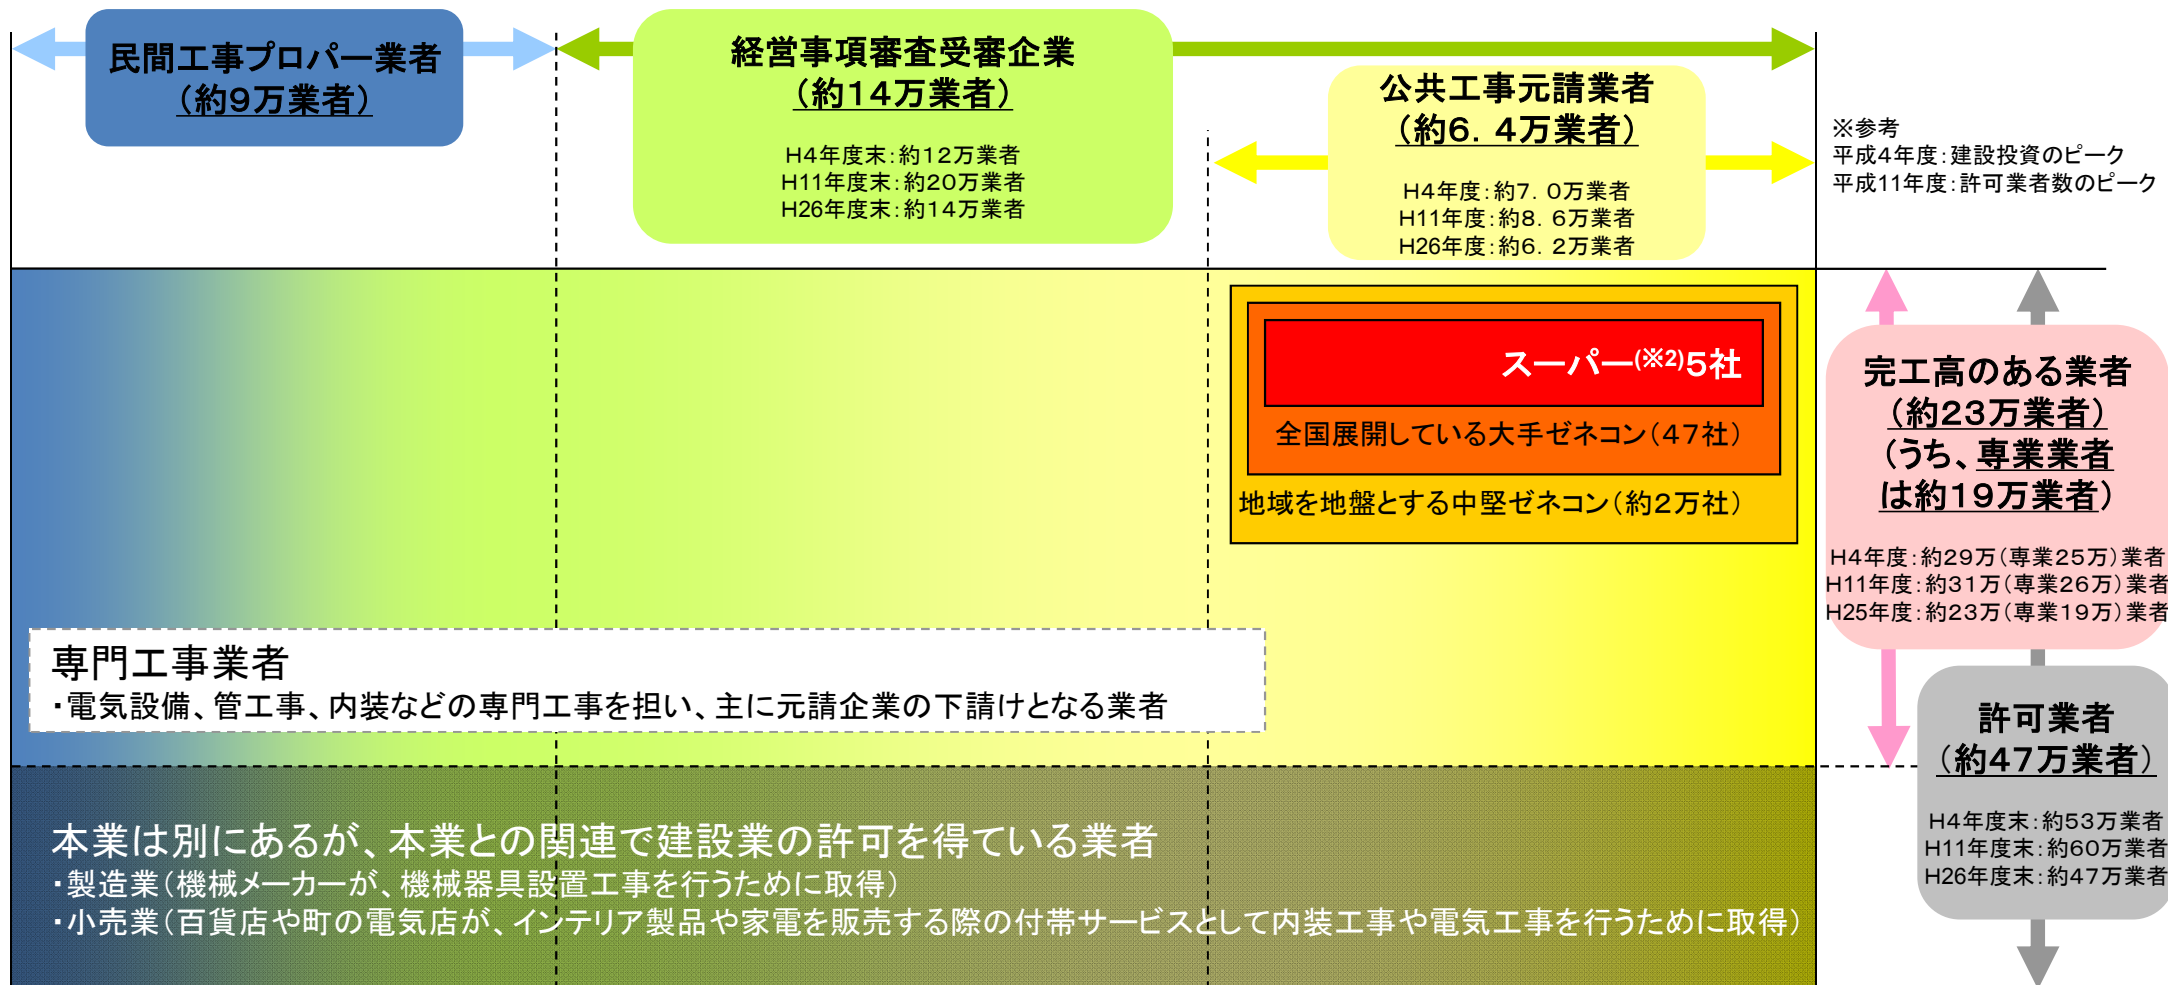 民間工事プロパー業者
（約9万業者）
経営事項審査受審企業
（約14万業者）
H4年度末：約12万業者
H11年度末：約20万業者
H26年度末：約14万業者
公共工事元請業者
（約6．4万業者）
H4年度：約7．0万業者
H11年度：約8．6万業者
H26年度：約6．2万業者
※参考
平成4年度：建設投資のピーク
平成11年度：許可業者数のピーク
スーパー(※2)5社
全国展開している大手ゼネコン（47社）
地域を地盤とする中堅ゼネコン（約2万社）
完工高のある業者
（約23万業者）
（うち、専業業者
は約19万業者）
H4年度：約29万（専業25万）業者
H11年度：約31万（専業26万）業者
H25年度：約23万（専業19万）業者
専門工事業者
・電気設備、管工事、内装などの専門工事を担い、主に元請企業の下請けとなる業者
許可業者
（約47万業者）
H4年度末：約53万業者
H11年度末：約60万業者
H26年度末：約47万業者
本業は別にあるが、本業との関連で建設業の許可を得ている業者
・製造業（機械メーカーが、機械器具設置工事を行うために取得）
・小売業（百貨店や町の電気店が、インテリア製品や家電を販売する際の付帯サービスとして内装工事や電気工事を行うために取得）